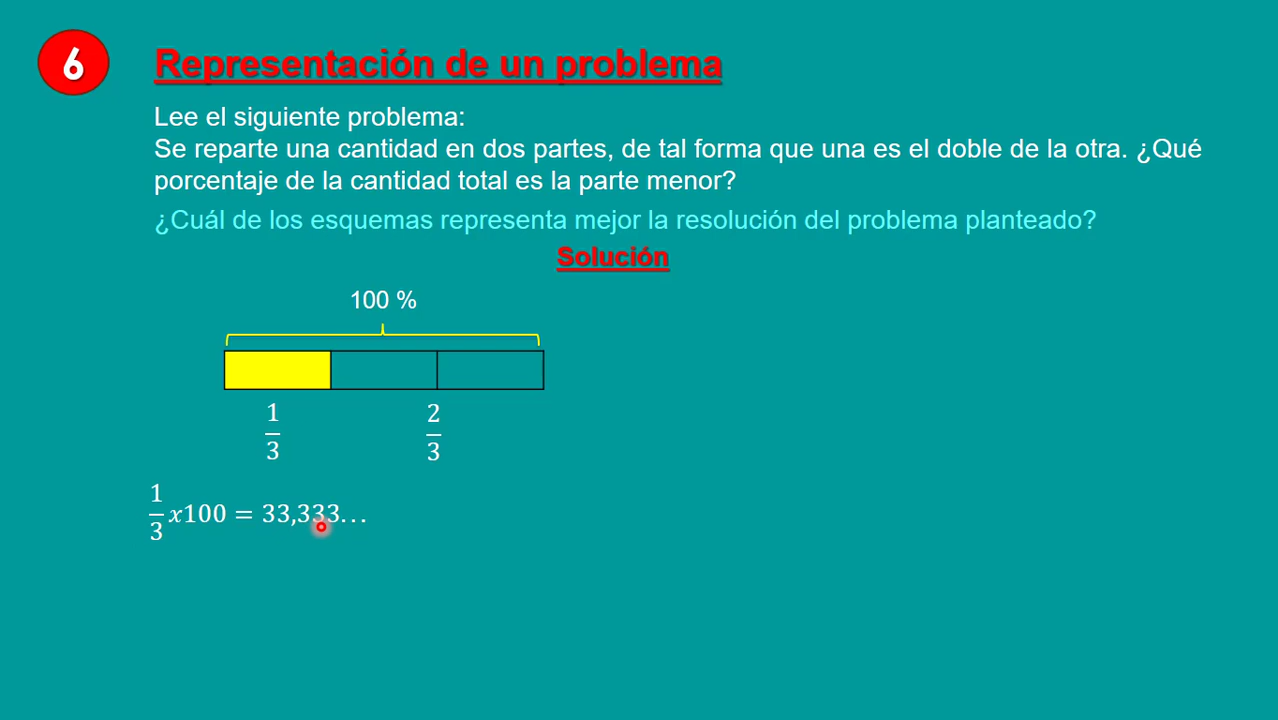 6
Representación de un problema
Lee el siguiente problema:
Se reparte una cantidad en dos partes, de tal forma que una es el doble de la otra. ¿Qué
porcentaje de la cantidad total es la parte menor?
¿Cuál de los esquemas representa mejor la resolución del problema planteado?
Solución
100 %
1/3 2/3
1/3 x100 = 33,333…